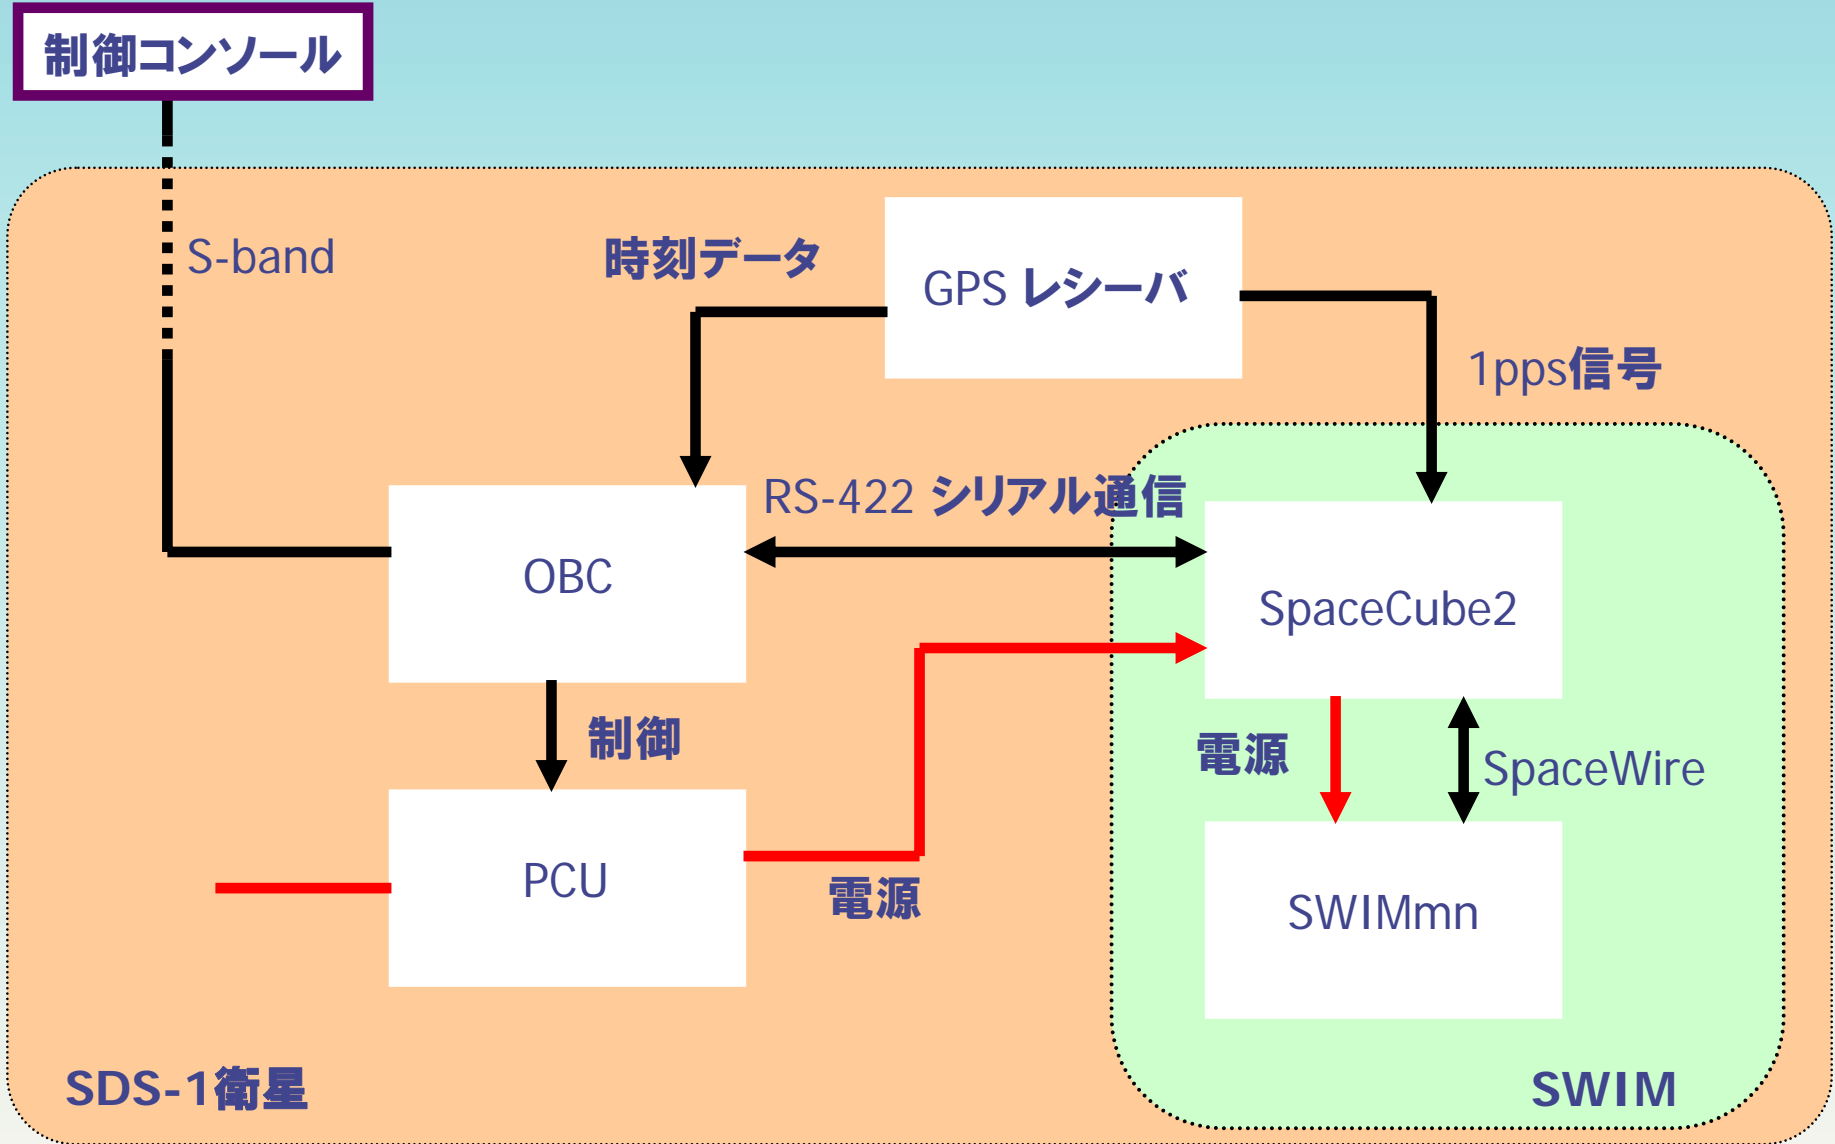 制御コンソール
S-band
時刻データ
GPS レシーバ
1pps信号
RS-422 シリアル通信
OBC
SpaceCube2
制御
電源
SpaceWire
PCU
電源
SWIMmn
SDS-1衛星
SWIM